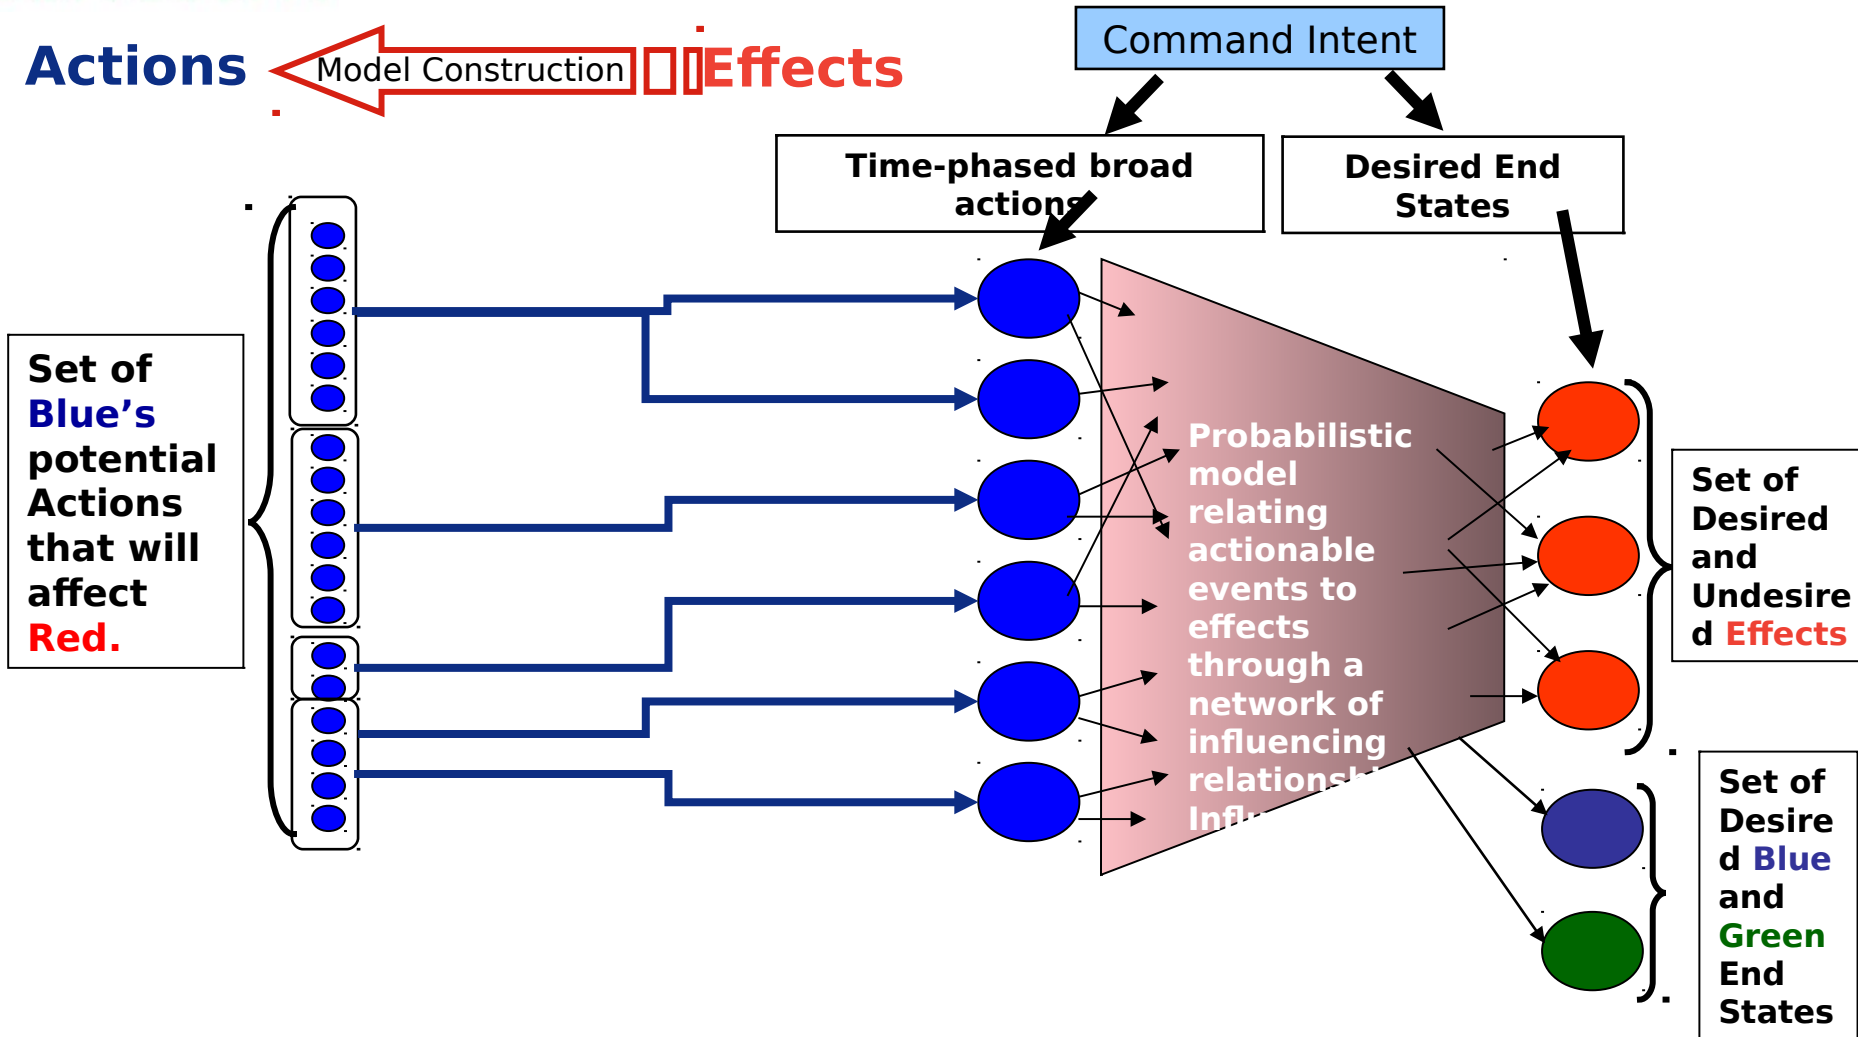 Actions
Model Construction
Effects
Command Intent
Time-phased broad
actions
Desired End
States
Set of
Blue’s
potential
Actions
that will
affect
Red.
Probabilistic
model
relating
actionable
events to
effects
through a
network of
influencing
Set of
Desired
and
Undesire
d Effects
Set of
Desire
d Blue
and
Green
End
States